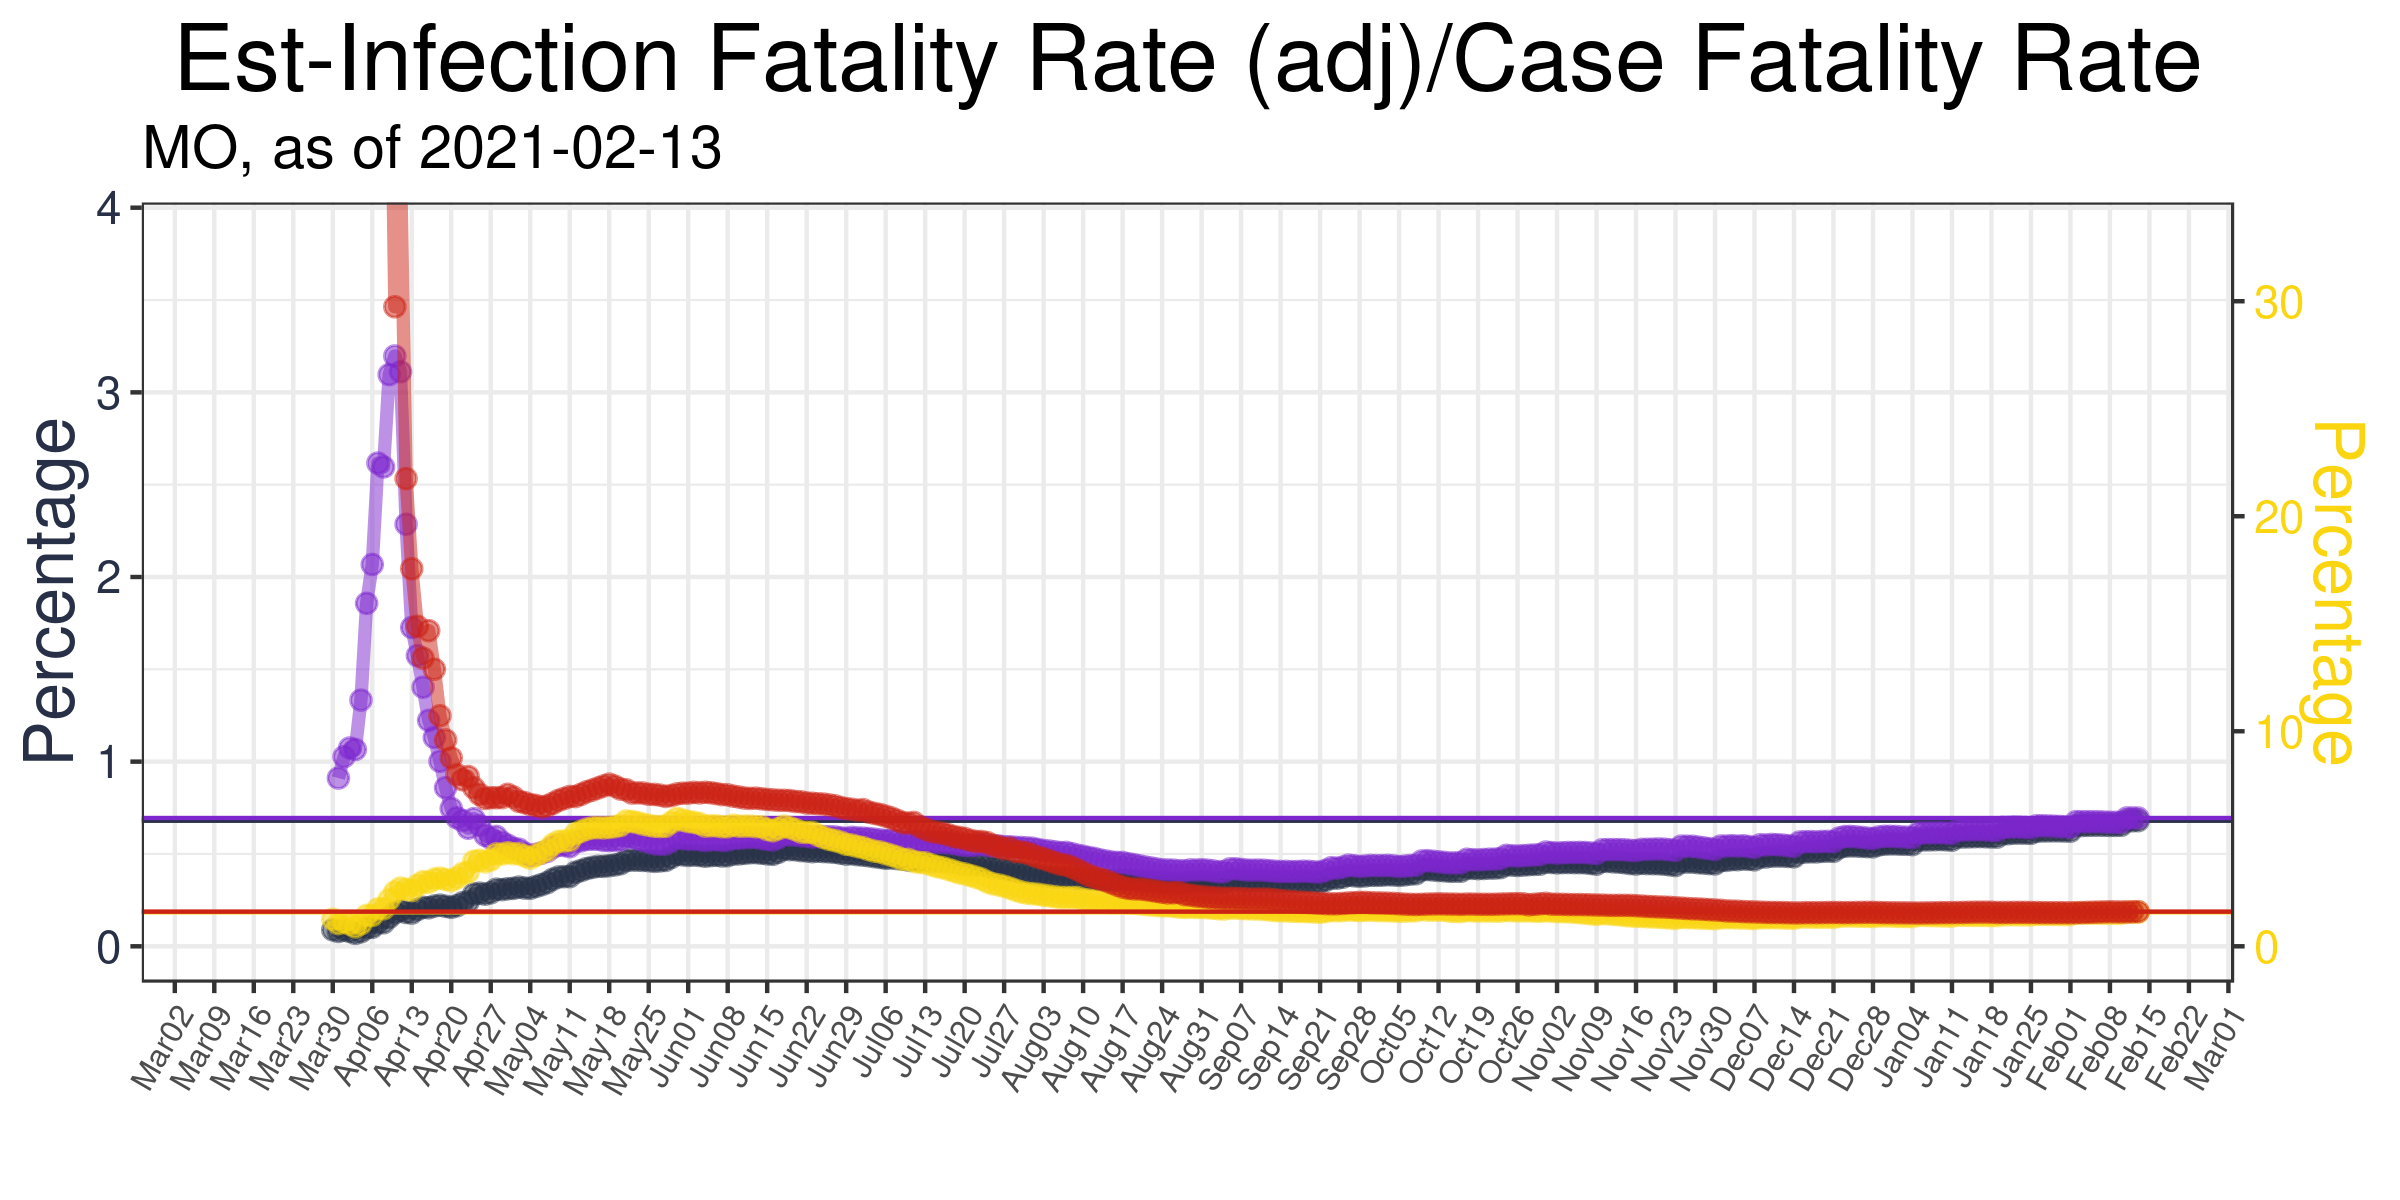 Est-Infection Fatality Rate (adj)/Case Fatality Rate
MO, as of 2021-02-13
Percentage
4
3
2
1
0
30
20
10
0
Percentage
Mar02
Mar09
Mar16
Mar23
Mar30
Apr06
Apr13
Apr20
Apr27
May04
May11
May18
May25
Jun01
Jun08
Jun15
Jun22
Jun29
Jul06
Jul13
Jul20
Jul27
Aug03
Aug10
Aug17
Aug24
Aug31
Sep07
Sep14
Sep21
Sep28
Oct05
Oct12
Oct19
Oct26
Nov02
Nov09
Nov16
Nov23
Nov30
Dec07
Dec14
Dec21
Dec28
Jan04
Jan11
Jan18
Jan25
Feb01
Feb08
Feb15
Feb22
Mar01